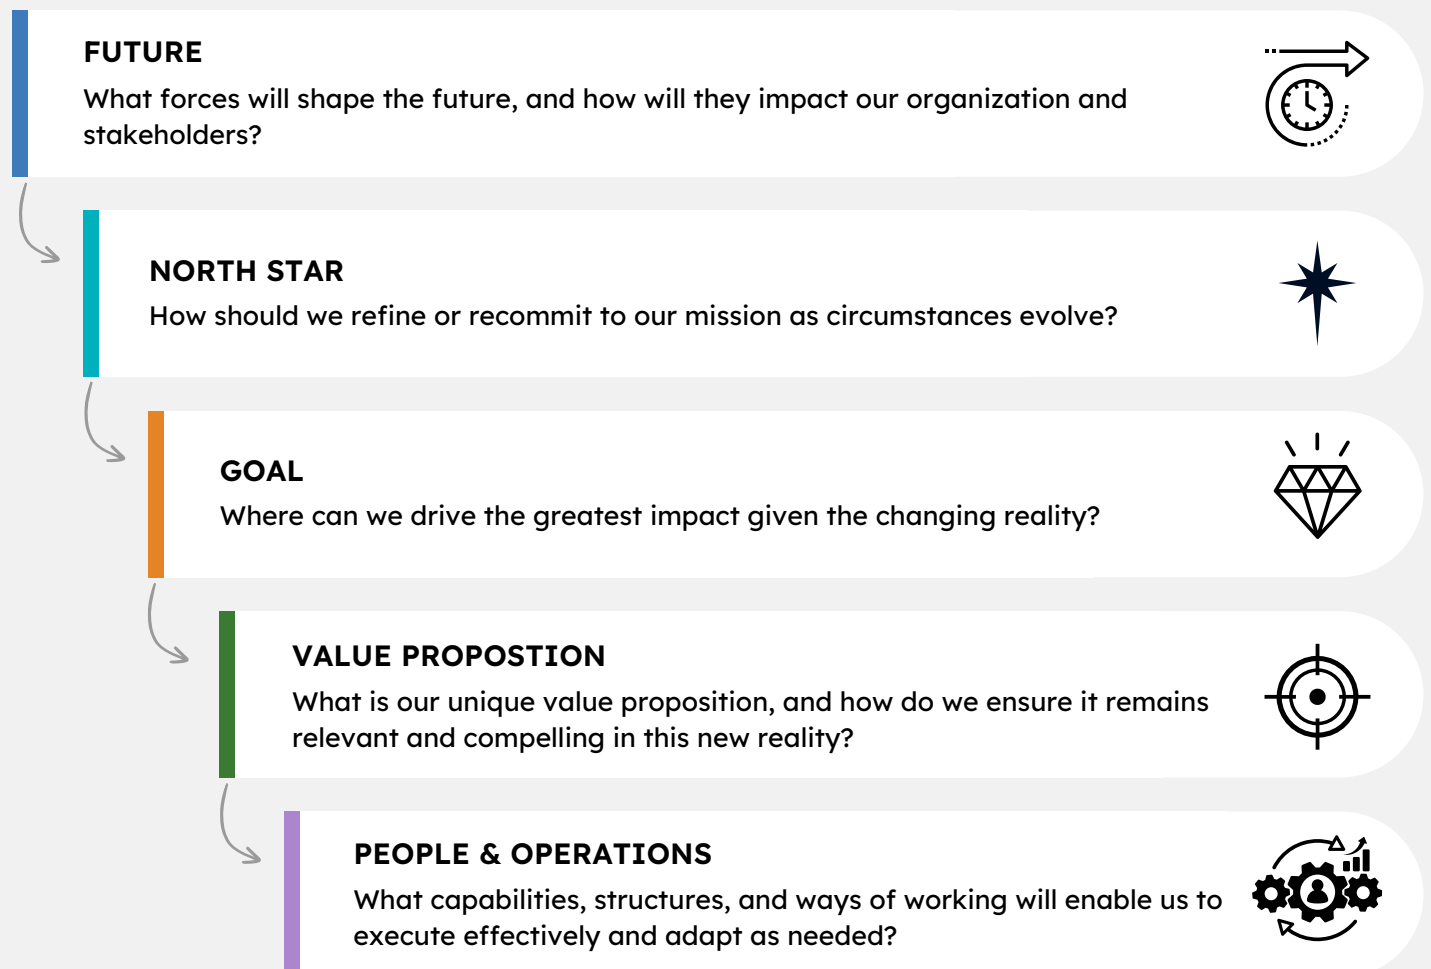 FUTURE
What forces will shape the future, and how will they impact our organization and
stakeholders?
NORTH STAR
How should we refine or recommit to our mission as circumstances evolve?
GOAL
Where can we drive the greatest impact given the changing reality?
VALUE PROPOSTION
What is our unique value proposition, and how do we ensure it remains
relevant and compelling in this new reality?
PEOPLE & OPERATIONS
What capabilities, structures, and ways of working will enable us to
execute effectively and adapt as needed?